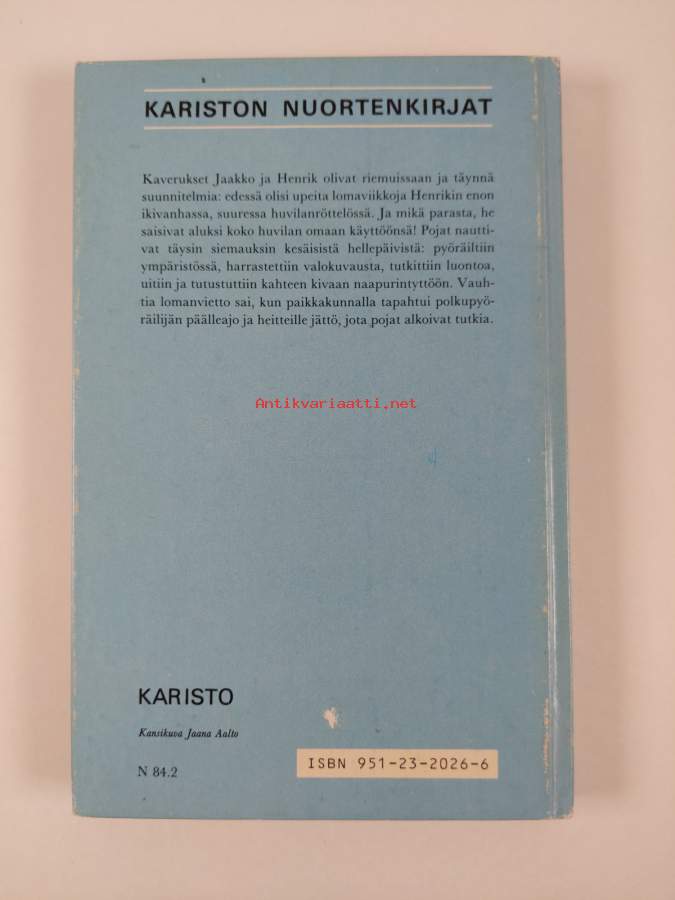 KARISTON NUORTENKIRJAT
Kaverukset Jaakko ja Henrik olivat riemuissaan ja täynnä
suunnitelmia: edessä olisi upeita lomaviikkoja Henrikin enon
ikivanhassa, suuressa huvilanröttelössä. Ja mikä parasta, he
saisivat aluksi koko huvilan omaan käyttöönsä! Pojat nautti-
vat täysin siemauksin kesäisistä hellepäivistä: pyöräiltiin
ympäristössä, harrastettiin valokuvausta, tutkittiin luontoa,
uitiin ja tutustuttiin kahteen kivaan naapurintyttöön. Vauh-
tia lomanvietto sai, kun paikkakunnalla tapahtui polkupyö-
räilijän päälleajo ja heitteille jättö, jota pojat alkoivat tutkia.
Antikvariaatti.net
KARISTO
Kansikuva Jaana Aalto
N 84.2
ISBN 951-23-2026-6